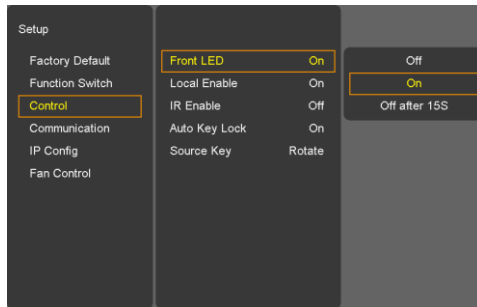 Setup
Factory Default
Function Switch
Control
Communication
IP Config
Fan Control
Front LED On
Local Enable On
IR Enable Off
Auto Key Lock On
Source Key Rotate
Off
On
Off after 15S